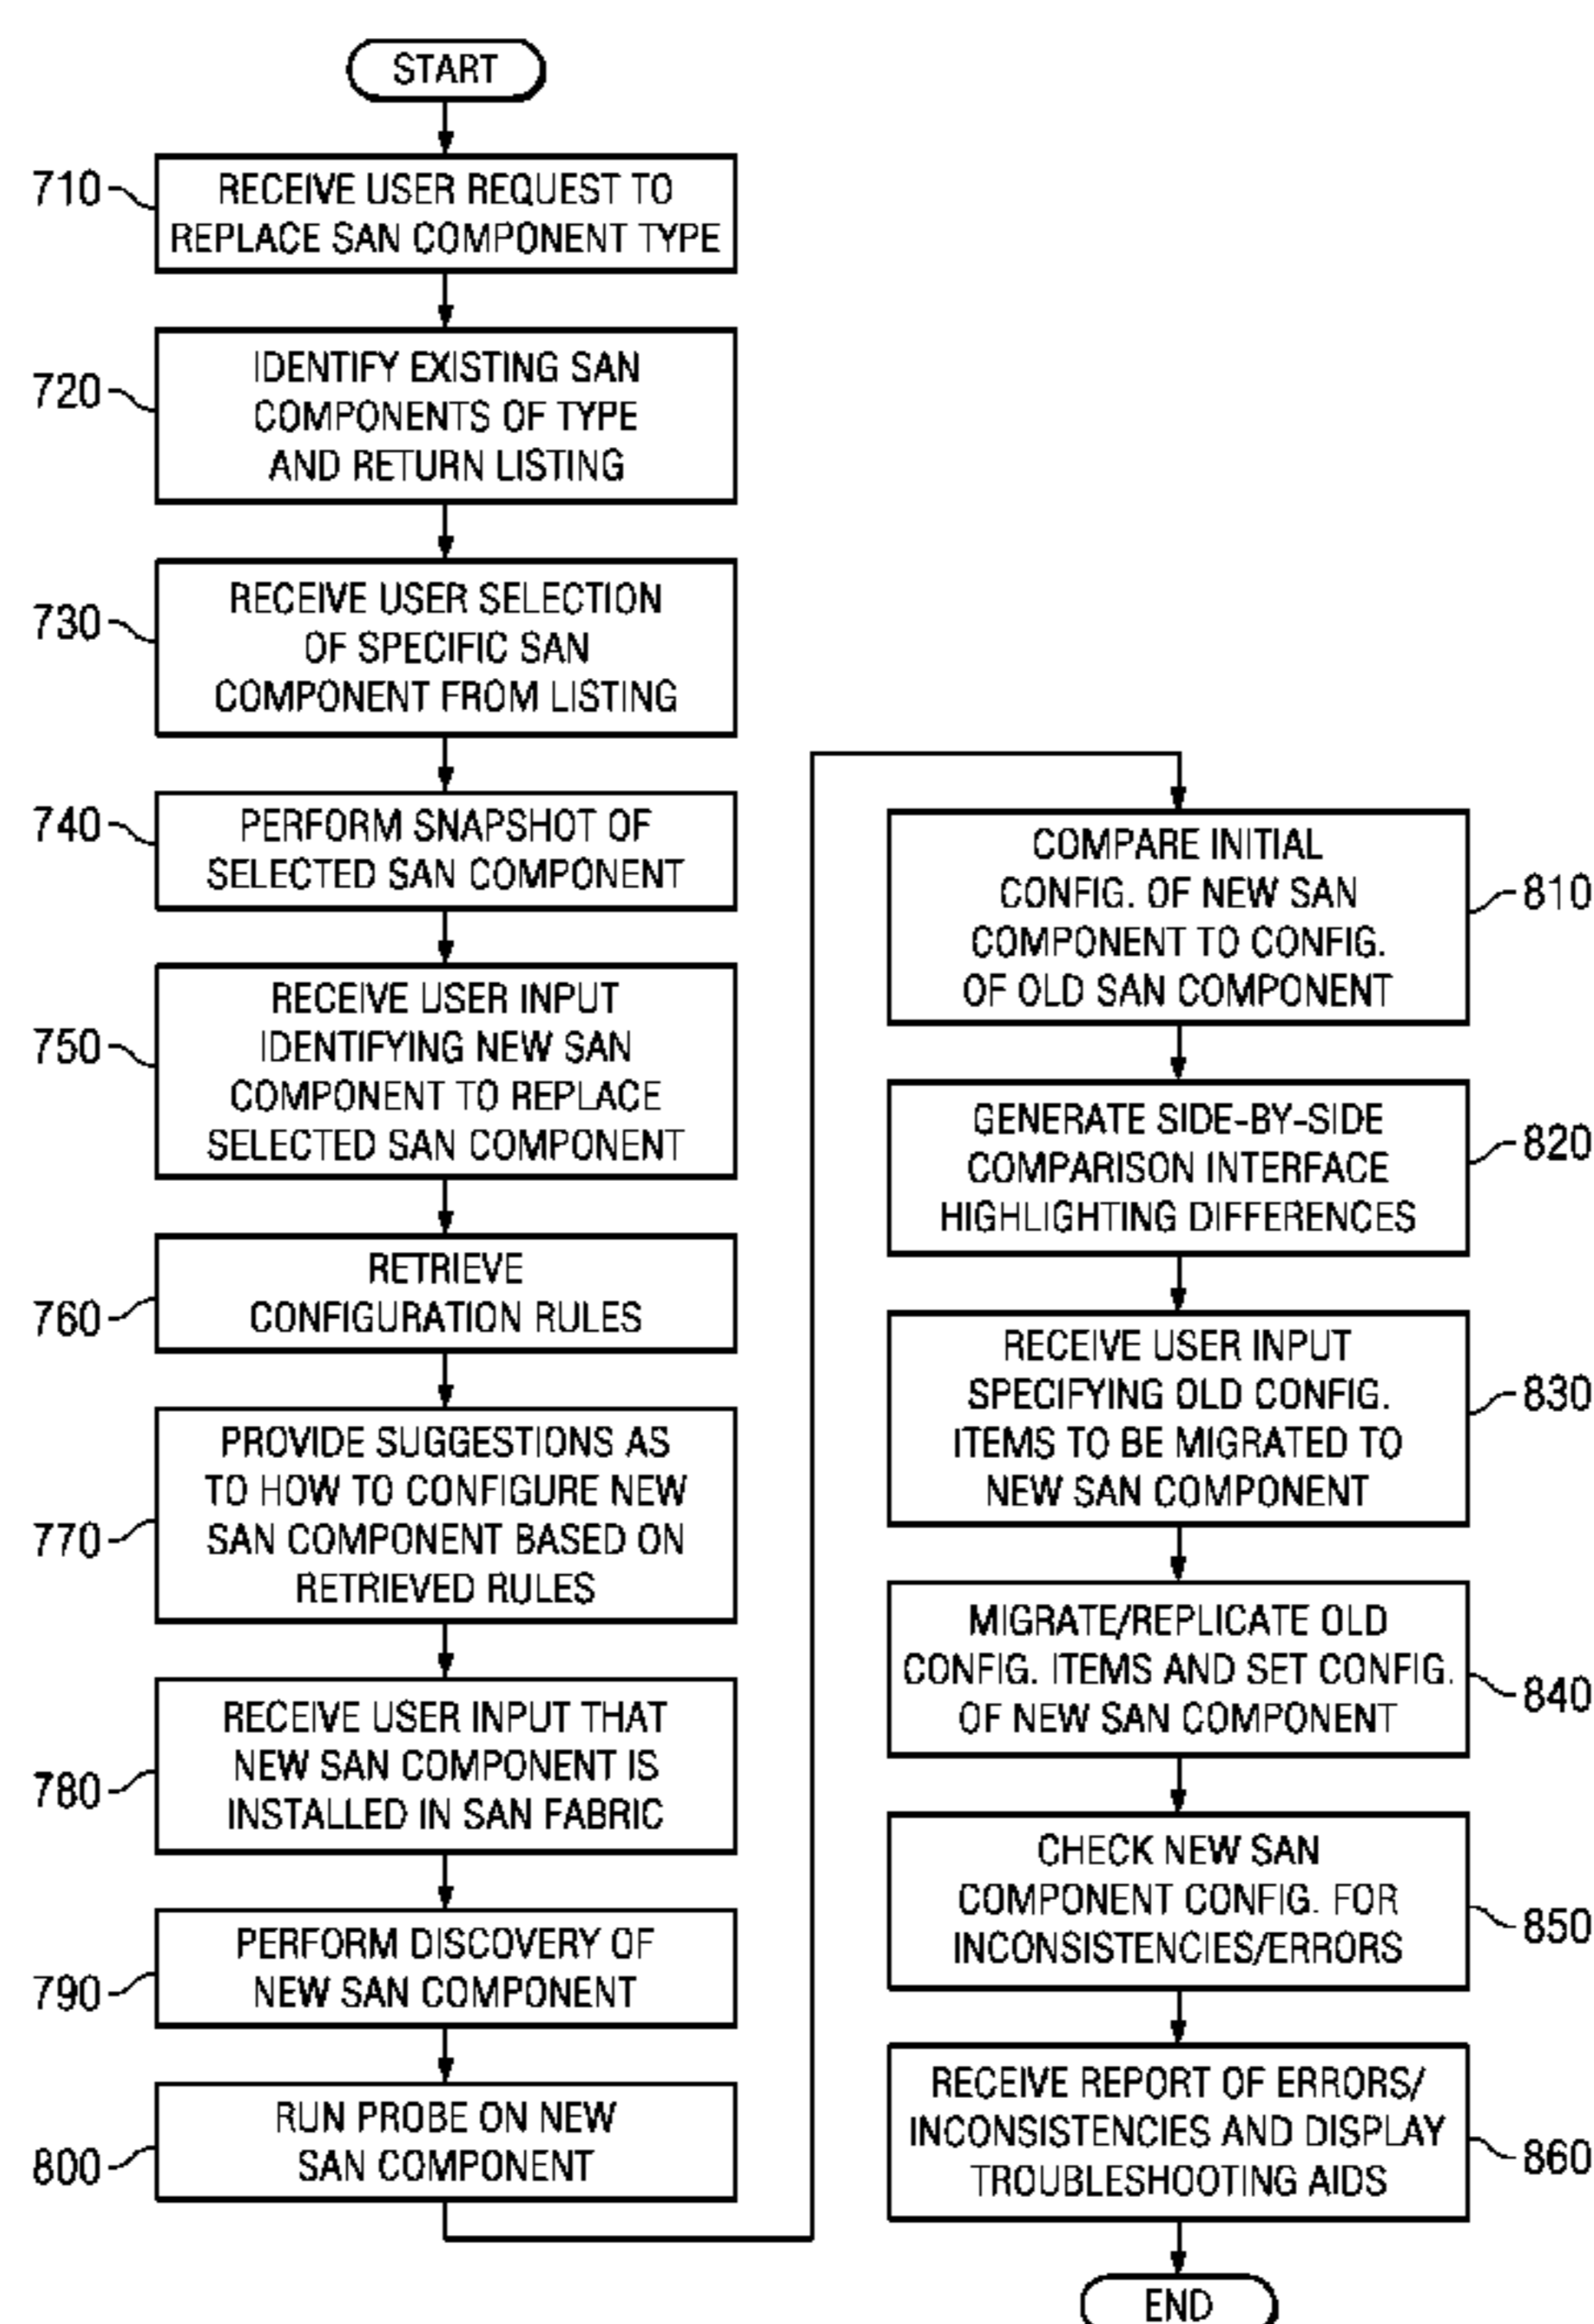 START
710
RECEIVE USER REQUEST TO
REPLACE SAN COMPONENT TYPE
720
IDENTIFY EXISTING SAN
COMPONENTS OF TYPE
AND RETURN LISTING
730
RECEIVE USER SELECTION
OF SPECIFIC SAN
COMPONENT FROM LISTING
740
PERFORM SNAPSHOT OF
SELECTED SAN COMPONENT
750
RECEIVE USER INPUT
IDENTIFYING NEW SAN
COMPONENT TO REPLACE
SELECTED SAN COMPONENT
760
RETRIEVE
CONFIGURATION RULES
770
PROVIDE SUGGESTIONS AS
TO HOW TO CONFIGURE NEW
SAN COMPONENT BASED ON
RETRIEVED RULES
780
RECEIVE USER INPUT THAT
NEW SAN COMPONENT IS
INSTALLED IN SAN FABRIC
790
PERFORM DISCOVERY OF
NEW SAN COMPONENT
800
RUN PROBE ON NEW
SAN COMPONENT
COMPARE INITIAL
CONFIG. OF NEW SAN
COMPONENT TO CONFIG.
OF OLD SAN COMPONENT
810
GENERATE SIDE-BY-SIDE
COMPARISON INTERFACE
HIGHLIGHTING DIFFERENCES
820
RECEIVE USER INPUT
SPECIFYING OLD CONFIG.
ITEMS TO BE MIGRATED TO
NEW SAN COMPONENT
830
MIGRATE/REPLICATE OLD
CONFIG. ITEMS AND SET CONFIG.
OF NEW SAN COMPONENT
840
CHECK NEW SAN
COMPONENT CONFIG. FOR
INCONSISTENCIES/ERRORS
850
RECEIVE REPORT OF ERRORS/
INCONSISTENCIES AND DISPLAY
TROUBLESHOOTING AIDS
860
END